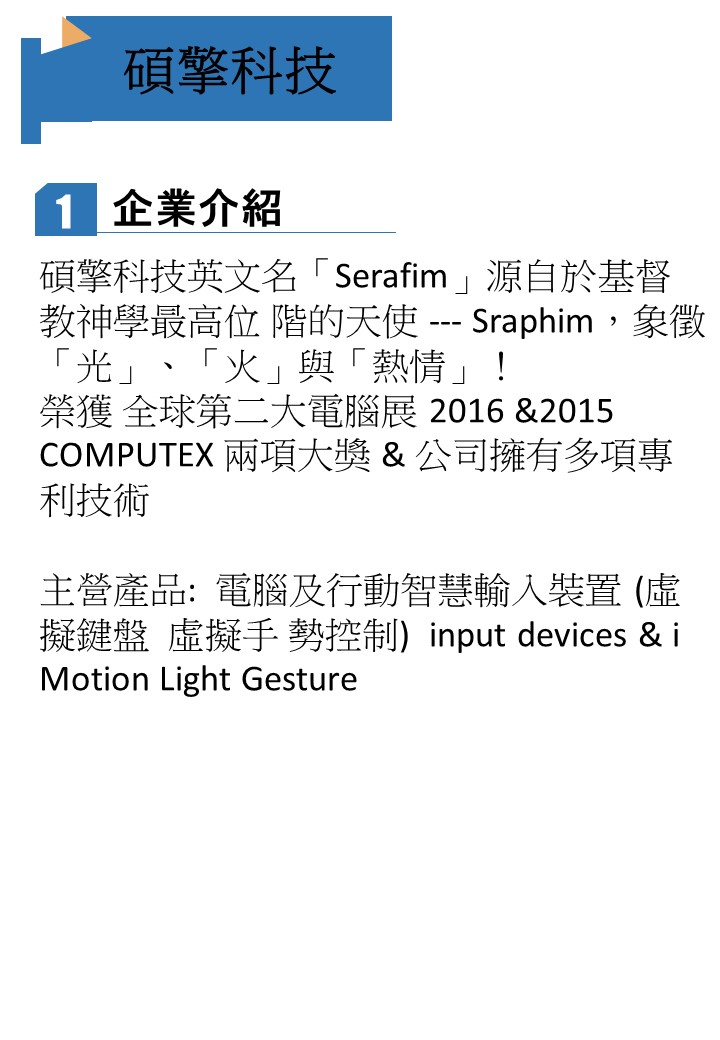 碩擎科技
1 企業介紹
碩擎科技英文名「Serafim」源自於基督
教神學最高位 階的天使 --- Sraphim，象徵
「光」、「火」與「熱情」！
榮獲 全球第二大電腦展 2016 &2015
COMPUTEX 兩項大獎 & 公司擁有多項專
利技術
主營產品: 電腦及行動智慧輸入裝置 (虛
擬鍵盤 虛擬手 勢控制) input devices & i
Motion Light Gesture